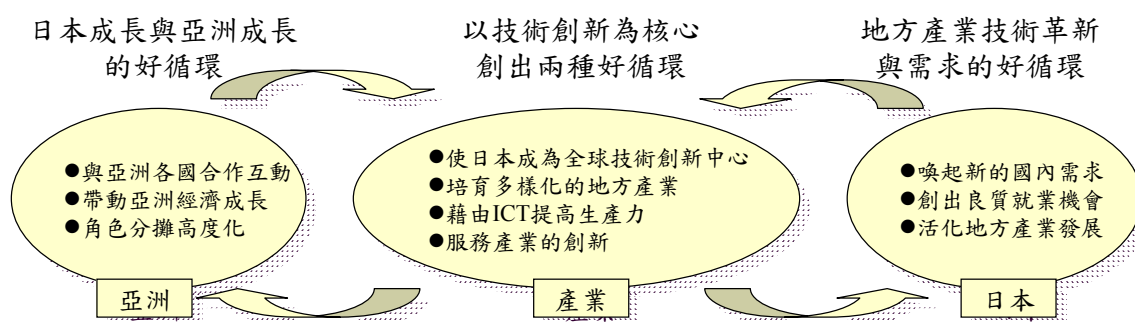 日本成長與亞洲成長
的好循環
以技術創新為核心
創出兩種好循環
地方產業技術革新
與需求的好循環
●與亞洲各國合作互動
●帶動亞洲經濟成長
●角色分攤高度化
●使日本成為全球技術創新中心
●培育多樣化的地方產業
●藉由ICT提高生產力
●服務產業的創新
●喚起新的國內需求
●創出良質就業機會
●活化地方產業發展
亞洲
產業
日本